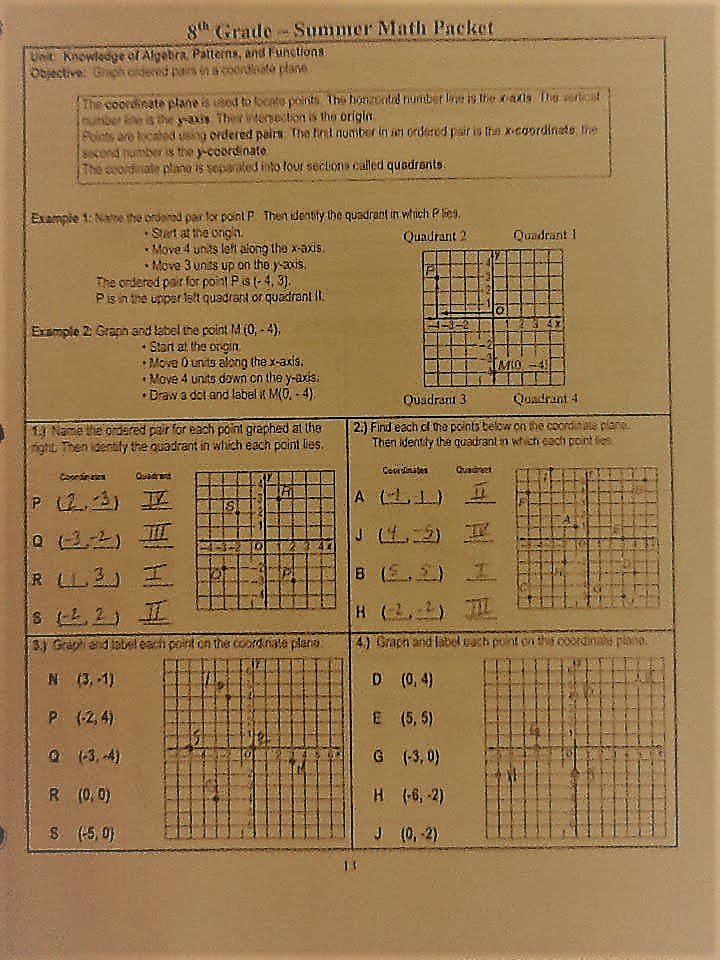 8th Grade – Summer Math Packet
Unit: Knowledge of Algebra, Patterns, and Functions
Objective: Graph ordered pairs in a coordinate plane.
The coordinate plane is used to locate points. The horizontal number line is the x-axis. The vertical
number line is the y-axis. Their intersection is the origin.
Points are located using ordered pairs. The first number in an ordered pair is the x-coordinate; the
second number is the y-coordinate.
The coordinate plane is separated into four sections called quadrants.
Example 1: Name the ordered pair for point P. Then identify the quadrant in which P lies.
• Start at the origin.
• Move 4 units left along the x-axis.
• Move 3 units up on the y-axis.
The ordered pair for point P is (- 4, 3).
P is in the upper left quadrant or quadrant II.
Quadrant 2 Quadrant 1
P
O
M(0, -4)
Quadrant 3 Quadrant 4
Example 2: Graph and label the point M (0, - 4).
• Start at the origin.
• Move 0 units along the x-axis.
• Move 4 units down on the y-axis.
• Draw a dot and label it M(0, - 4)
1.) Name the ordered pair for each point graphed at the
right. Then identify the quadrant in which each point lies.
Coordinates Quadrant
P (2, -3) IV
Q (-3, -2) III
R (1, 3) I
S (-2, 2) II
2.) Find each of the points below on the coordinate plane.
Then identify the quadrant in which each point lies.
Coordinates Quadrant
A (-1, 1) II
J (4, -5) IV
B (5, 5) I
H (-2, -2) III
3.) Graph and label each point on the coordinate plane.
N (3, -1)
P (-2, 4)
Q (-3, -4)
R (0, 0)
S (-5, 0)
4.) Graph and label each point on the coordinate plane.
D (0, 4)
E (5, 5)
G (-3, 0)
H (-6, -2)
J (0, -2)
13